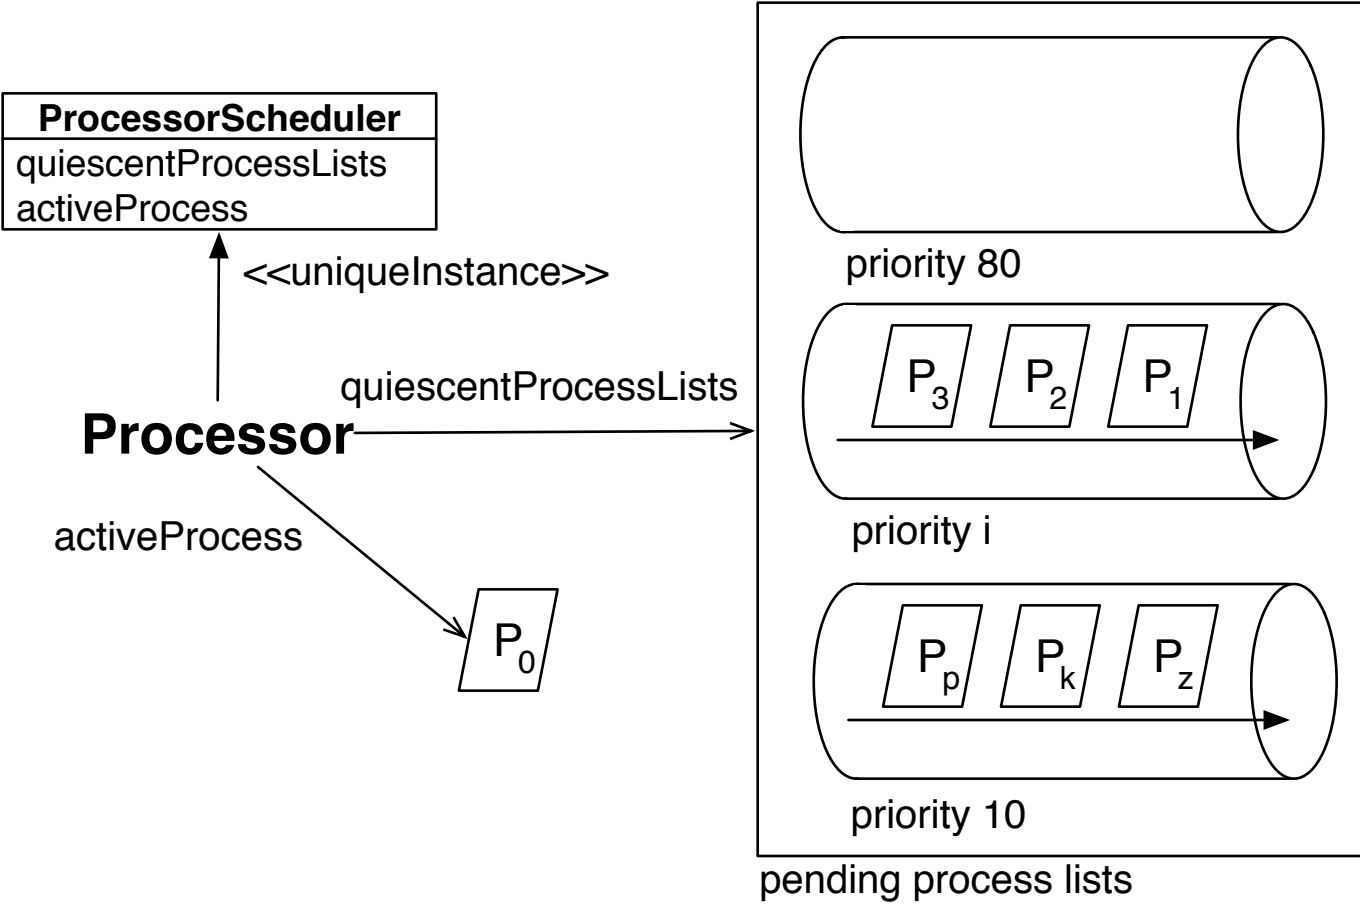 ProcessorScheduler
quiescentProcessLists
activeProcess
<<uniqueInstance>>
quiescentProcessLists
Processor
activeProcess
P0
priority 80
P3 P2 P1
priority i
Pp Pk Pz
priority 10
pending process lists